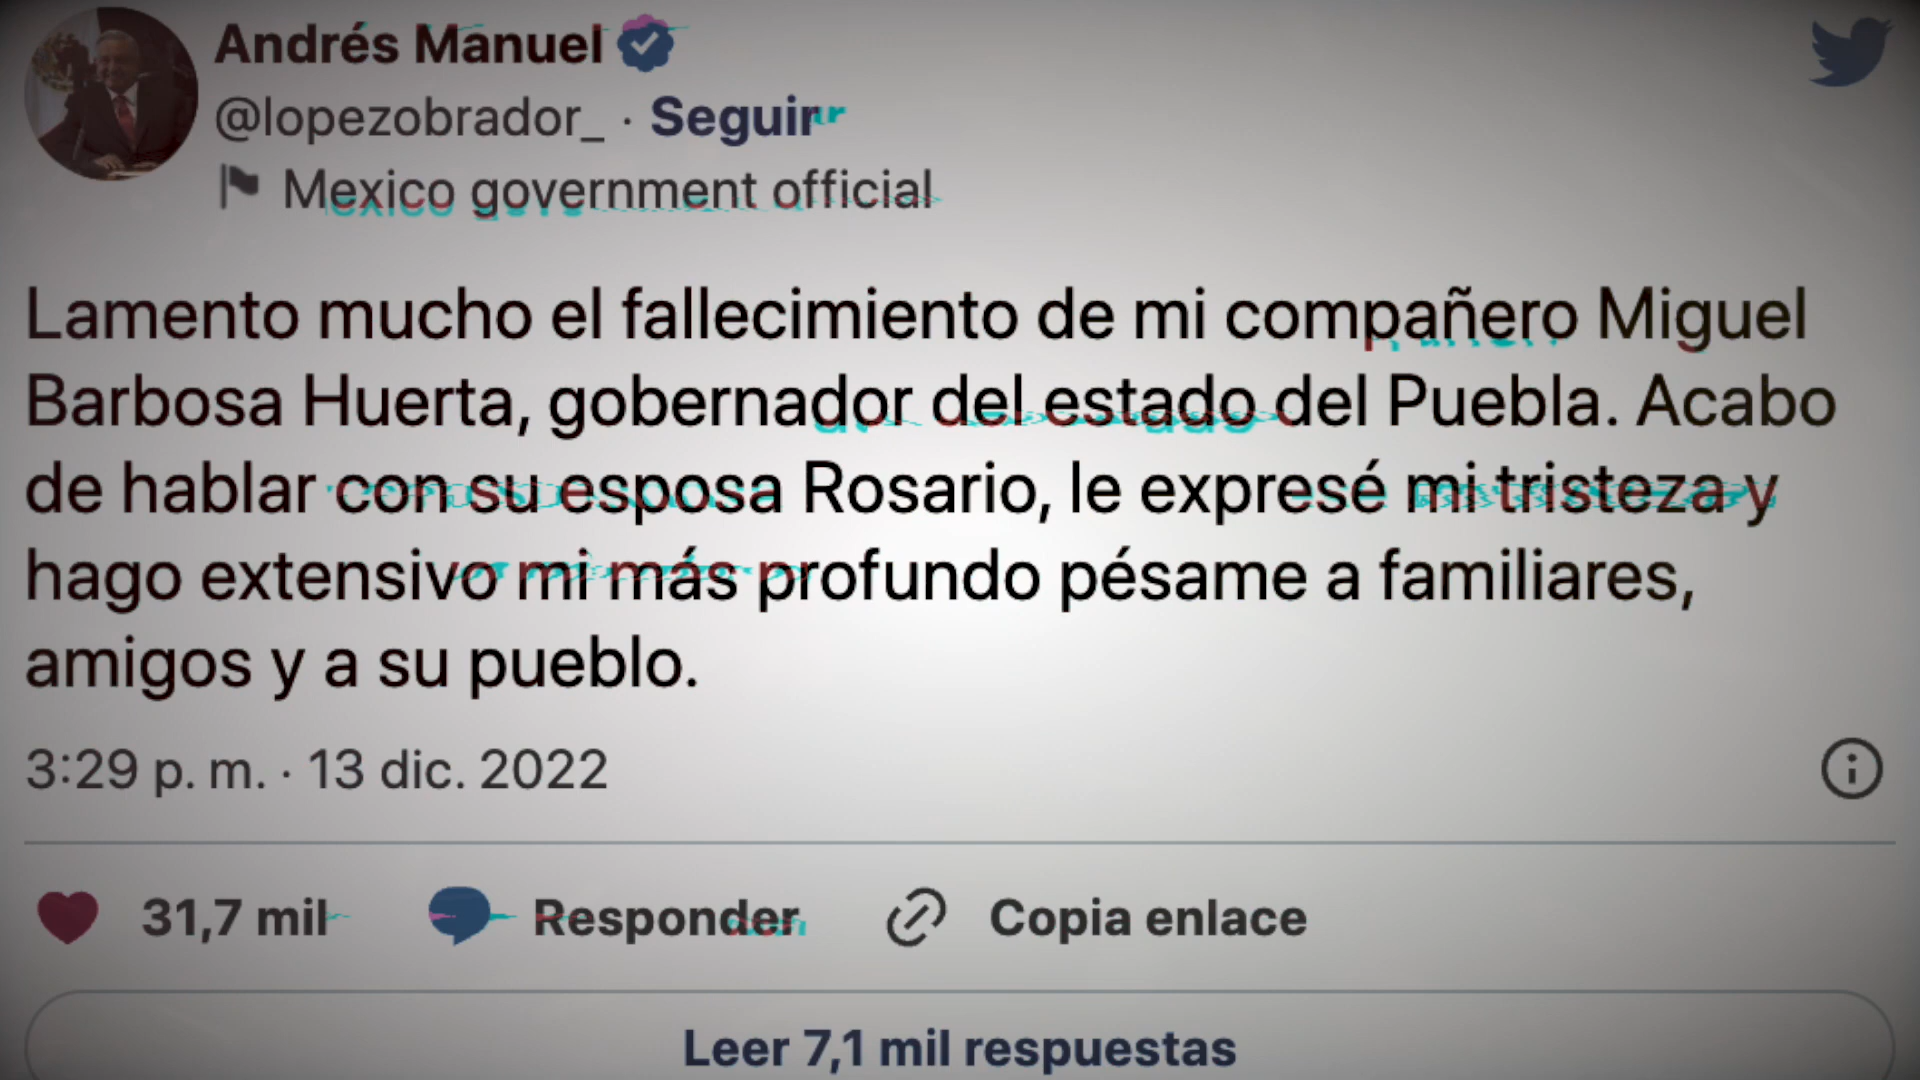 Andrés Manuel
@lopezobrador_ · Seguir
Mexico government official
Lamento mucho el fallecimiento de mi compañero Miguel
Barbosa Huerta, gobernador del estado del Puebla. Acabo
de hablar con su esposa Rosario, le expresé mi tristeza y
hago extensivo mi más profundo pésame a familiares,
amigos y a su pueblo.
3:29 p. m. · 13 dic. 2022
31,7 mil Responder Copia enlace
Leer 7,1 mil respuestas